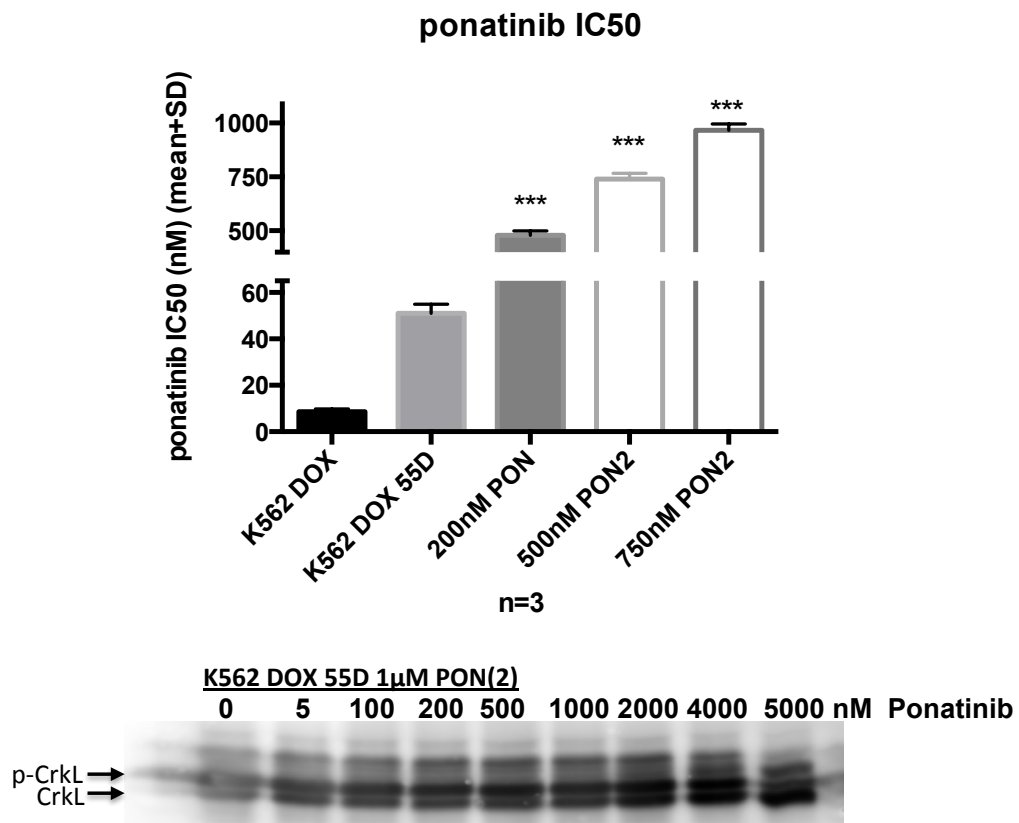 ponatinib IC50
ponatinib IC50 (nM) (mean+SD)
1000
750
500
60
40
20
0
***
***
***
K562 DOX
K562 DOX 55D
200nM PON
500nM PON2
750nM PON2
n=3
K562 DOX 55D 1µM PON(2)
0 5 100 200 500 1000 2000 4000 5000 nM Ponatinib
p-CrkL
CrkL